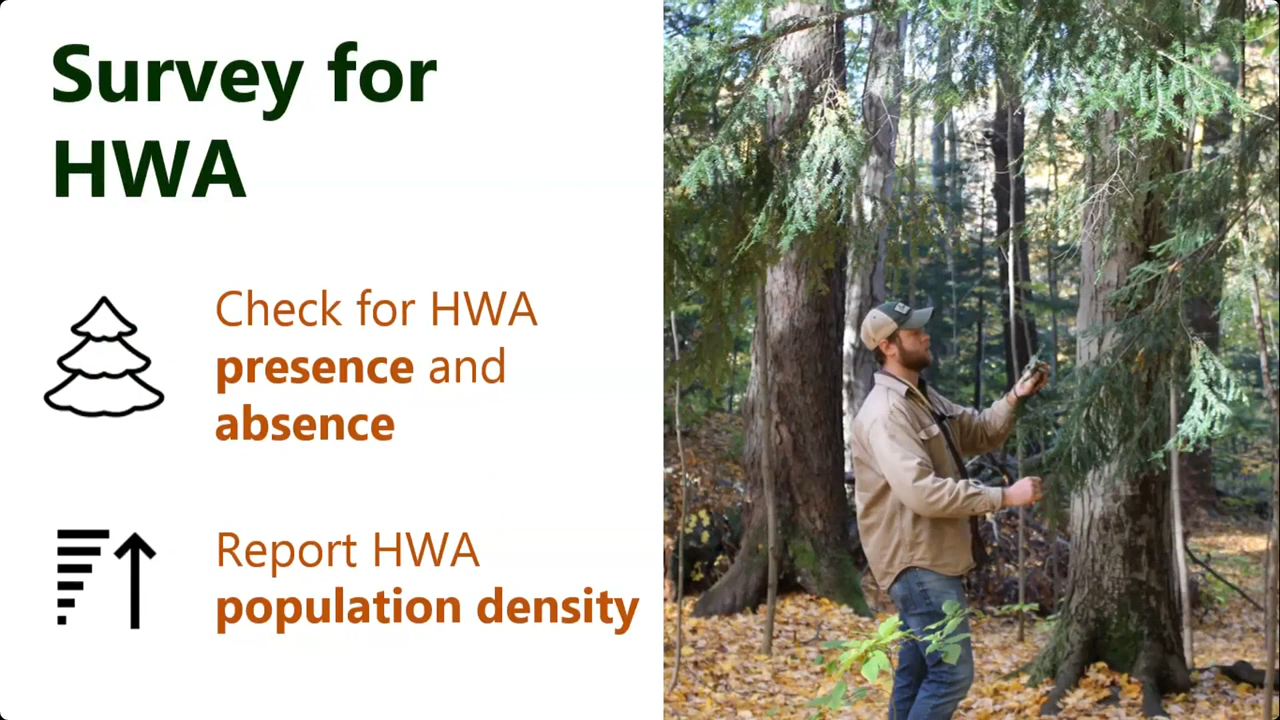 Survey for
HWA
Check for HWA
presence and
absence
Report HWA
population density